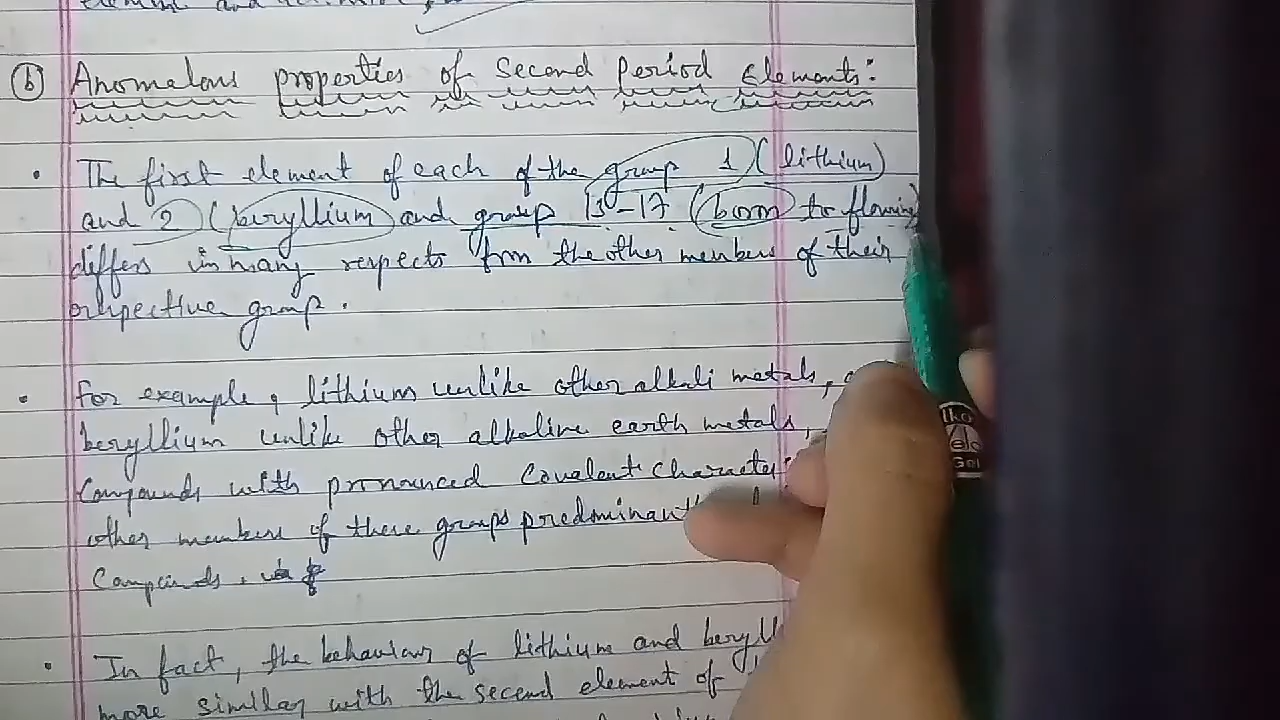 element and
(b) Anomalous properties of Second Period Elements:
• The first element of each of the group 1 (lithium)
and 2 (beryllium) and group 13-17 (boron to
differs in many respects from the other members of their
respective group.
• For example, lithium unlike other alkali metals,
beryllium unlike other alkaline earth metals,
Compounds with pronounced Covalent Character
other members of these groups predominant
Compounds.
• In fact, the behaviour of lithium and beryll
more similar with the second element of
Gel